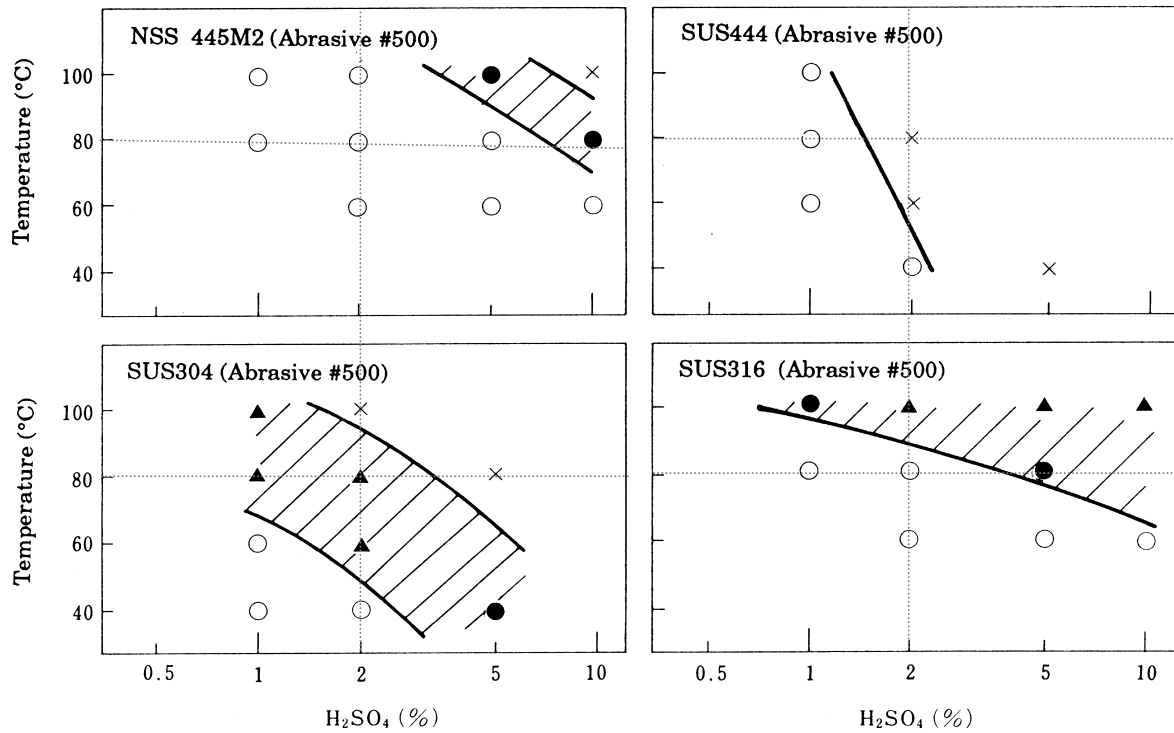 NSS 445M2 (Abrasive #500)
SUS444 (Abrasive #500)
Temperature (°C)
100
80
60
40
SUS304 (Abrasive #500)
SUS316 (Abrasive #500)
Temperature (°C)
100
80
60
40
0.5 1 2 5 10
0.5 1 2 5 10
H₂SO₄ (%)
H₂SO₄ (%)